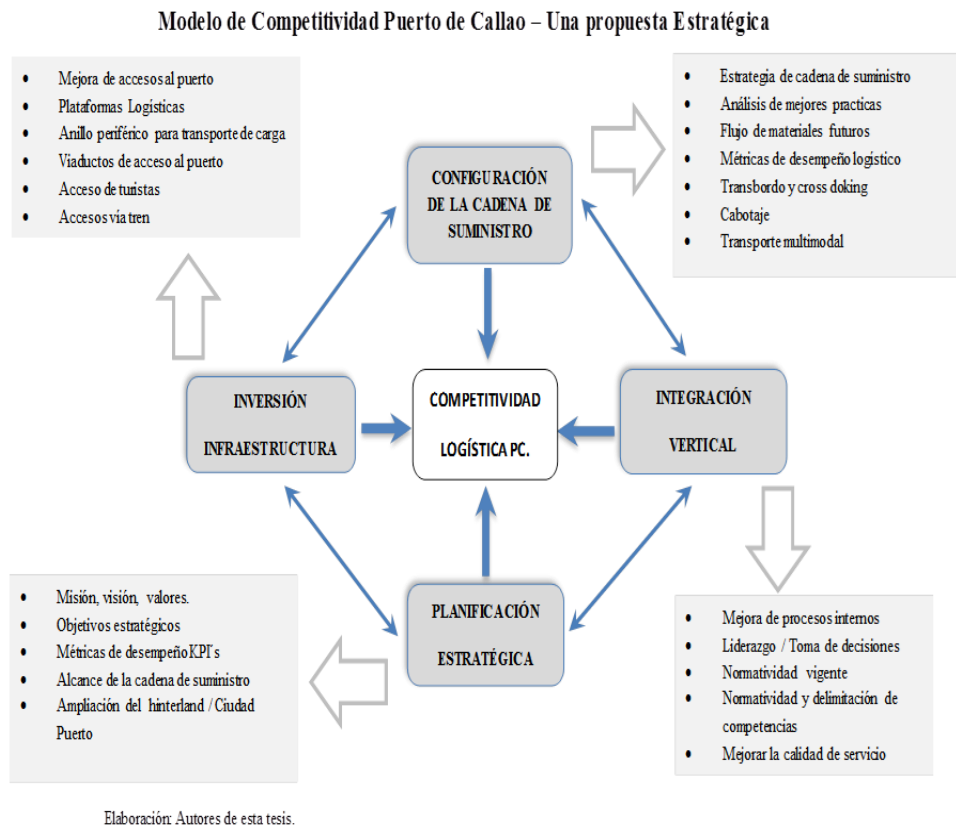 Modelo de Competitividad Puerto de Callao – Una propuesta Estratégica
• Mejora de accesos al puerto
• Plataformas Logísticas
• Anillo periférico para transporte de carga
• Viaductos de acceso al puerto
• Acceso de turistas
• Accesos via tren
• Estrategia de cadena de suministro
• Análisis de mejores practicas
• Flujo de materiales futuros
• Métricas de desempeño logístico
• Transbordo y cross doking
• Cabotaje
• Transporte multimodal
CONFIGURACIÓN
DE LA CADENA DE
SUMINISTRO
INVERSIÓN
INFRAESTRUCTURA
COMPETITIVIDAD
LOGÍSTICA PC.
INTEGRACIÓN
VERTICAL
PLANIFICACIÓN
ESTRATÉGICA
• Misión, visión, valores.
• Objetivos estratégicos
• Métricas de desempeño KPI´s
• Alcance de la cadena de suministro
• Ampliación del hinterland / Ciudad
Puerto
• Mejora de procesos internos
• Liderazgo / Toma de decisiones
• Normatividad vigente
• Normatividad y delimitación de
competencias
• Mejorar la calidad de servicio
Elaboración: Autores de esta tesis.